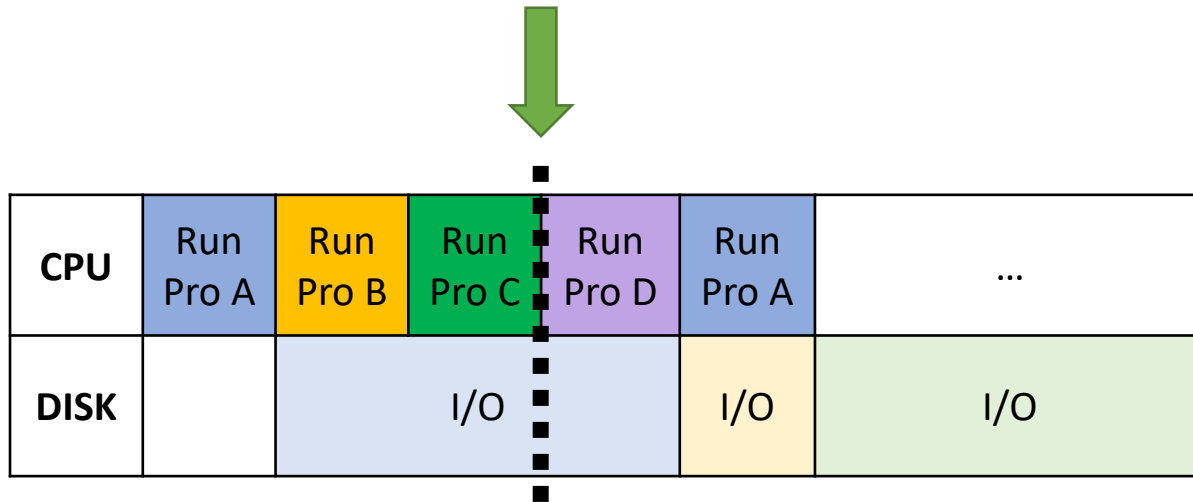 CPU
Run
Pro A
Run
Pro B
Run
Pro C
Run
Pro D
Run
Pro A
...
DISK
I/O
I/O
I/O